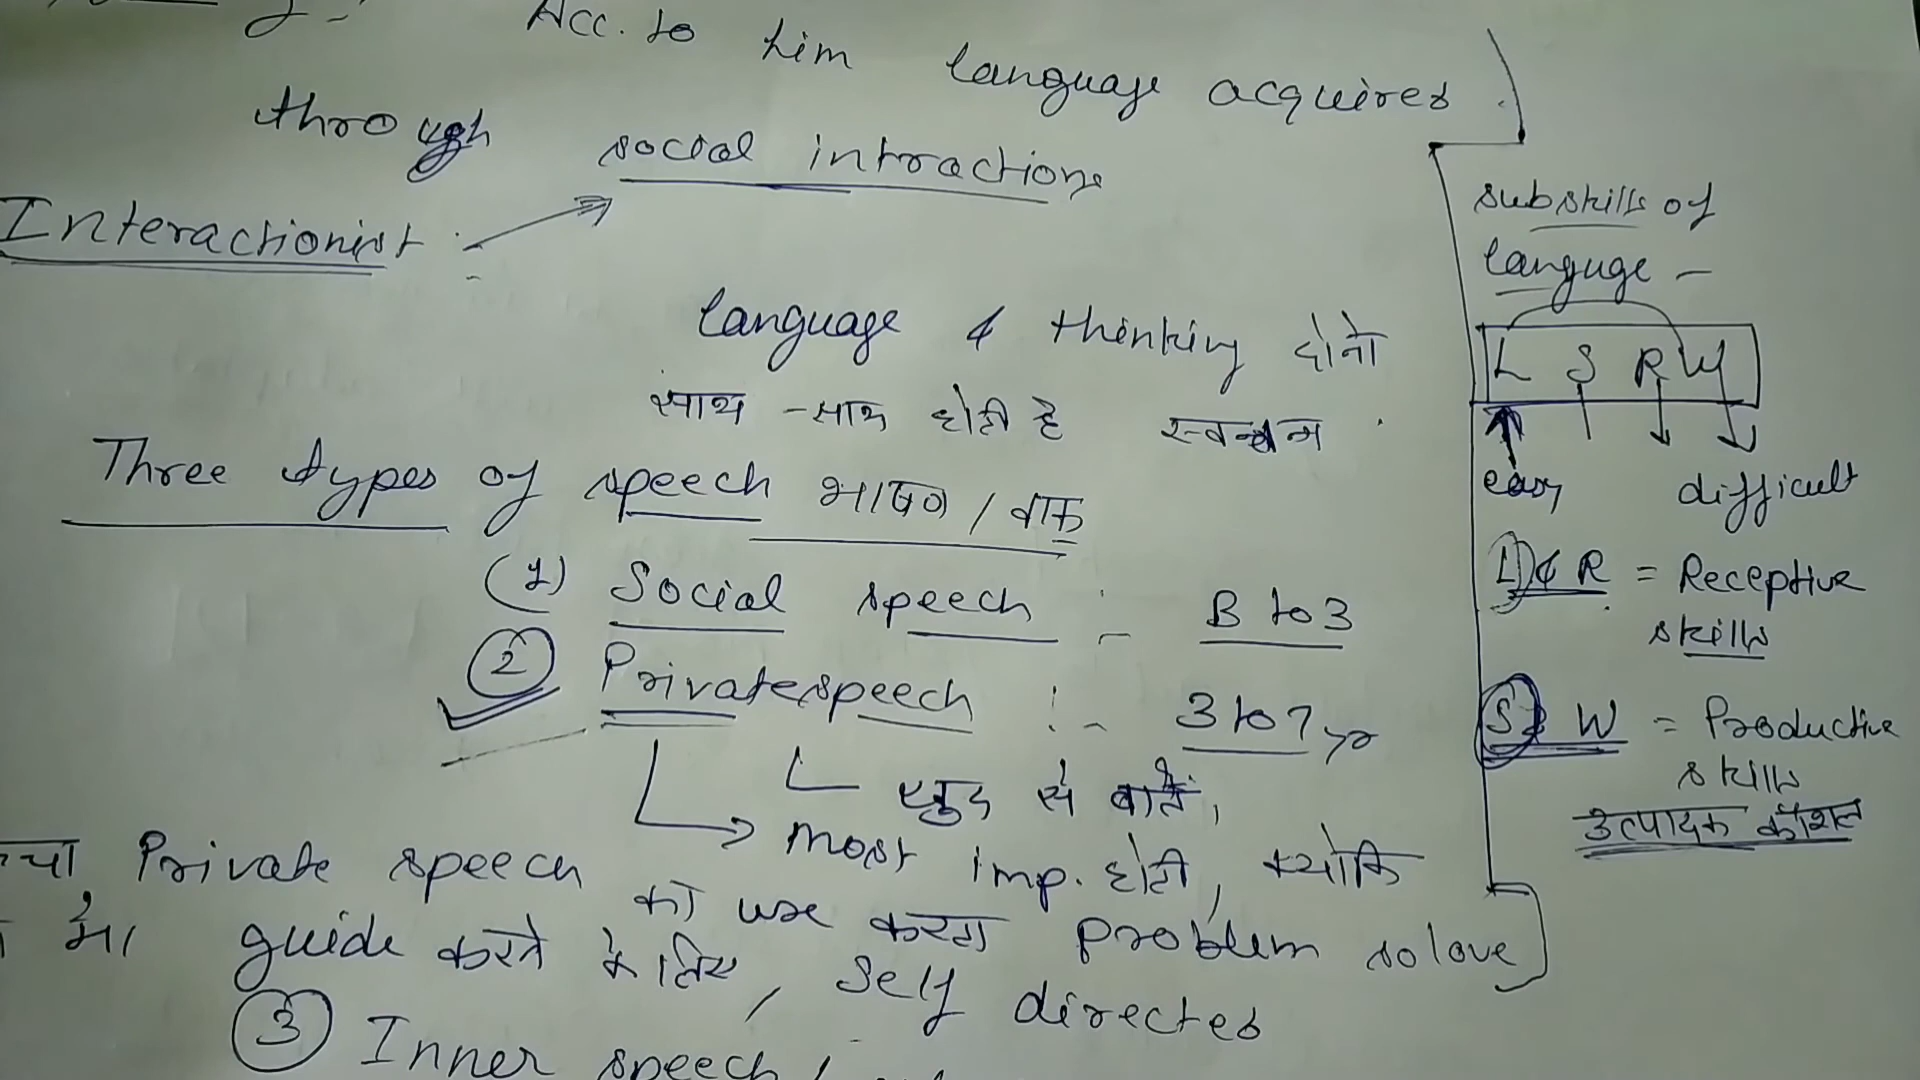 Acc. to him language acquired
through social intractions
Interactionist :
language & thinking दोनो
साथ - साथ होती है
Three types of speech भाषण / वाक
(1) Social speech :- B to 3
(2) Private speech :- 3 to 7 yr
खुद से बातें,
most imp. होती, क्योकि
Private speech को use करता problem solove
guide करने के लिए, self directed
(3) Inner speech
subskills of
languge -
L S R W
easy difficult
L & R = Receptive
skills
S & W = Productive
skills
उत्पादक कौशल